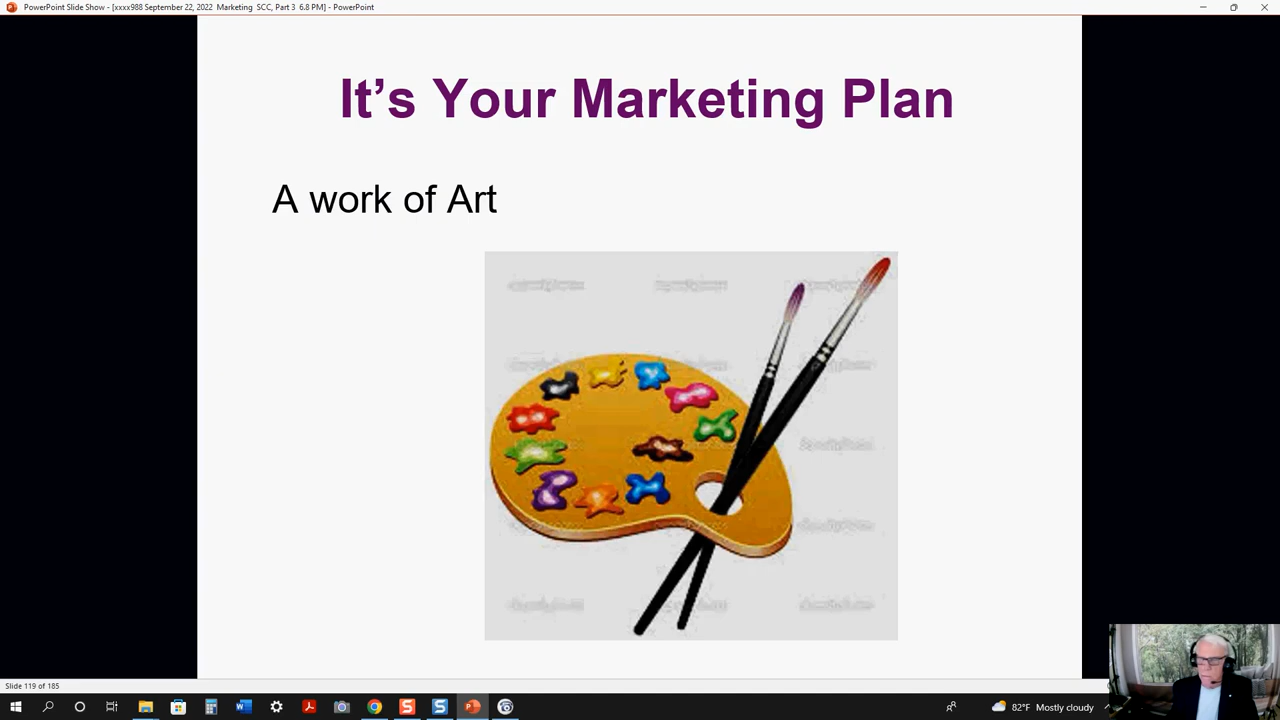 PowerPoint Slide Show - [xxxx988 September 22, 2022 Marketing SCC, Part 3 6.8 PM] - PowerPoint
It’s Your Marketing Plan
A work of Art
Slide 119 of 185
82°F Mostly cloudy